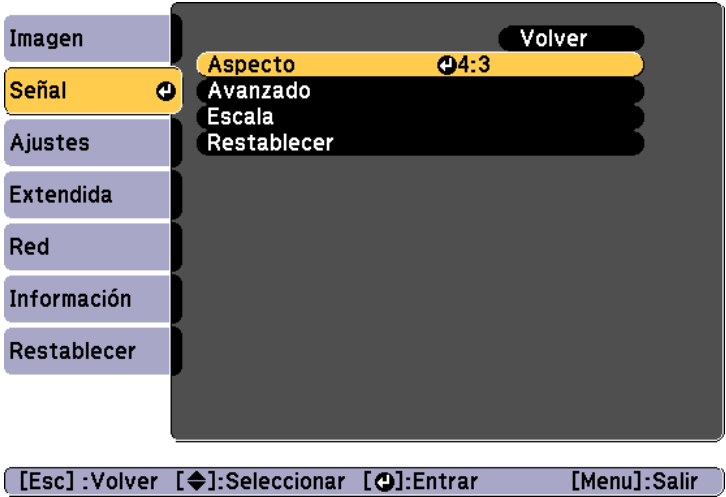 Imagen
Señal
Ajustes
Extendida
Red
Información
Restablecer
Volver
Aspecto 4:3
Avanzado
Escala
Restablecer
[Esc] :Volver [◆]:Seleccionar [⏎]:Entrar [Menu]:Salir